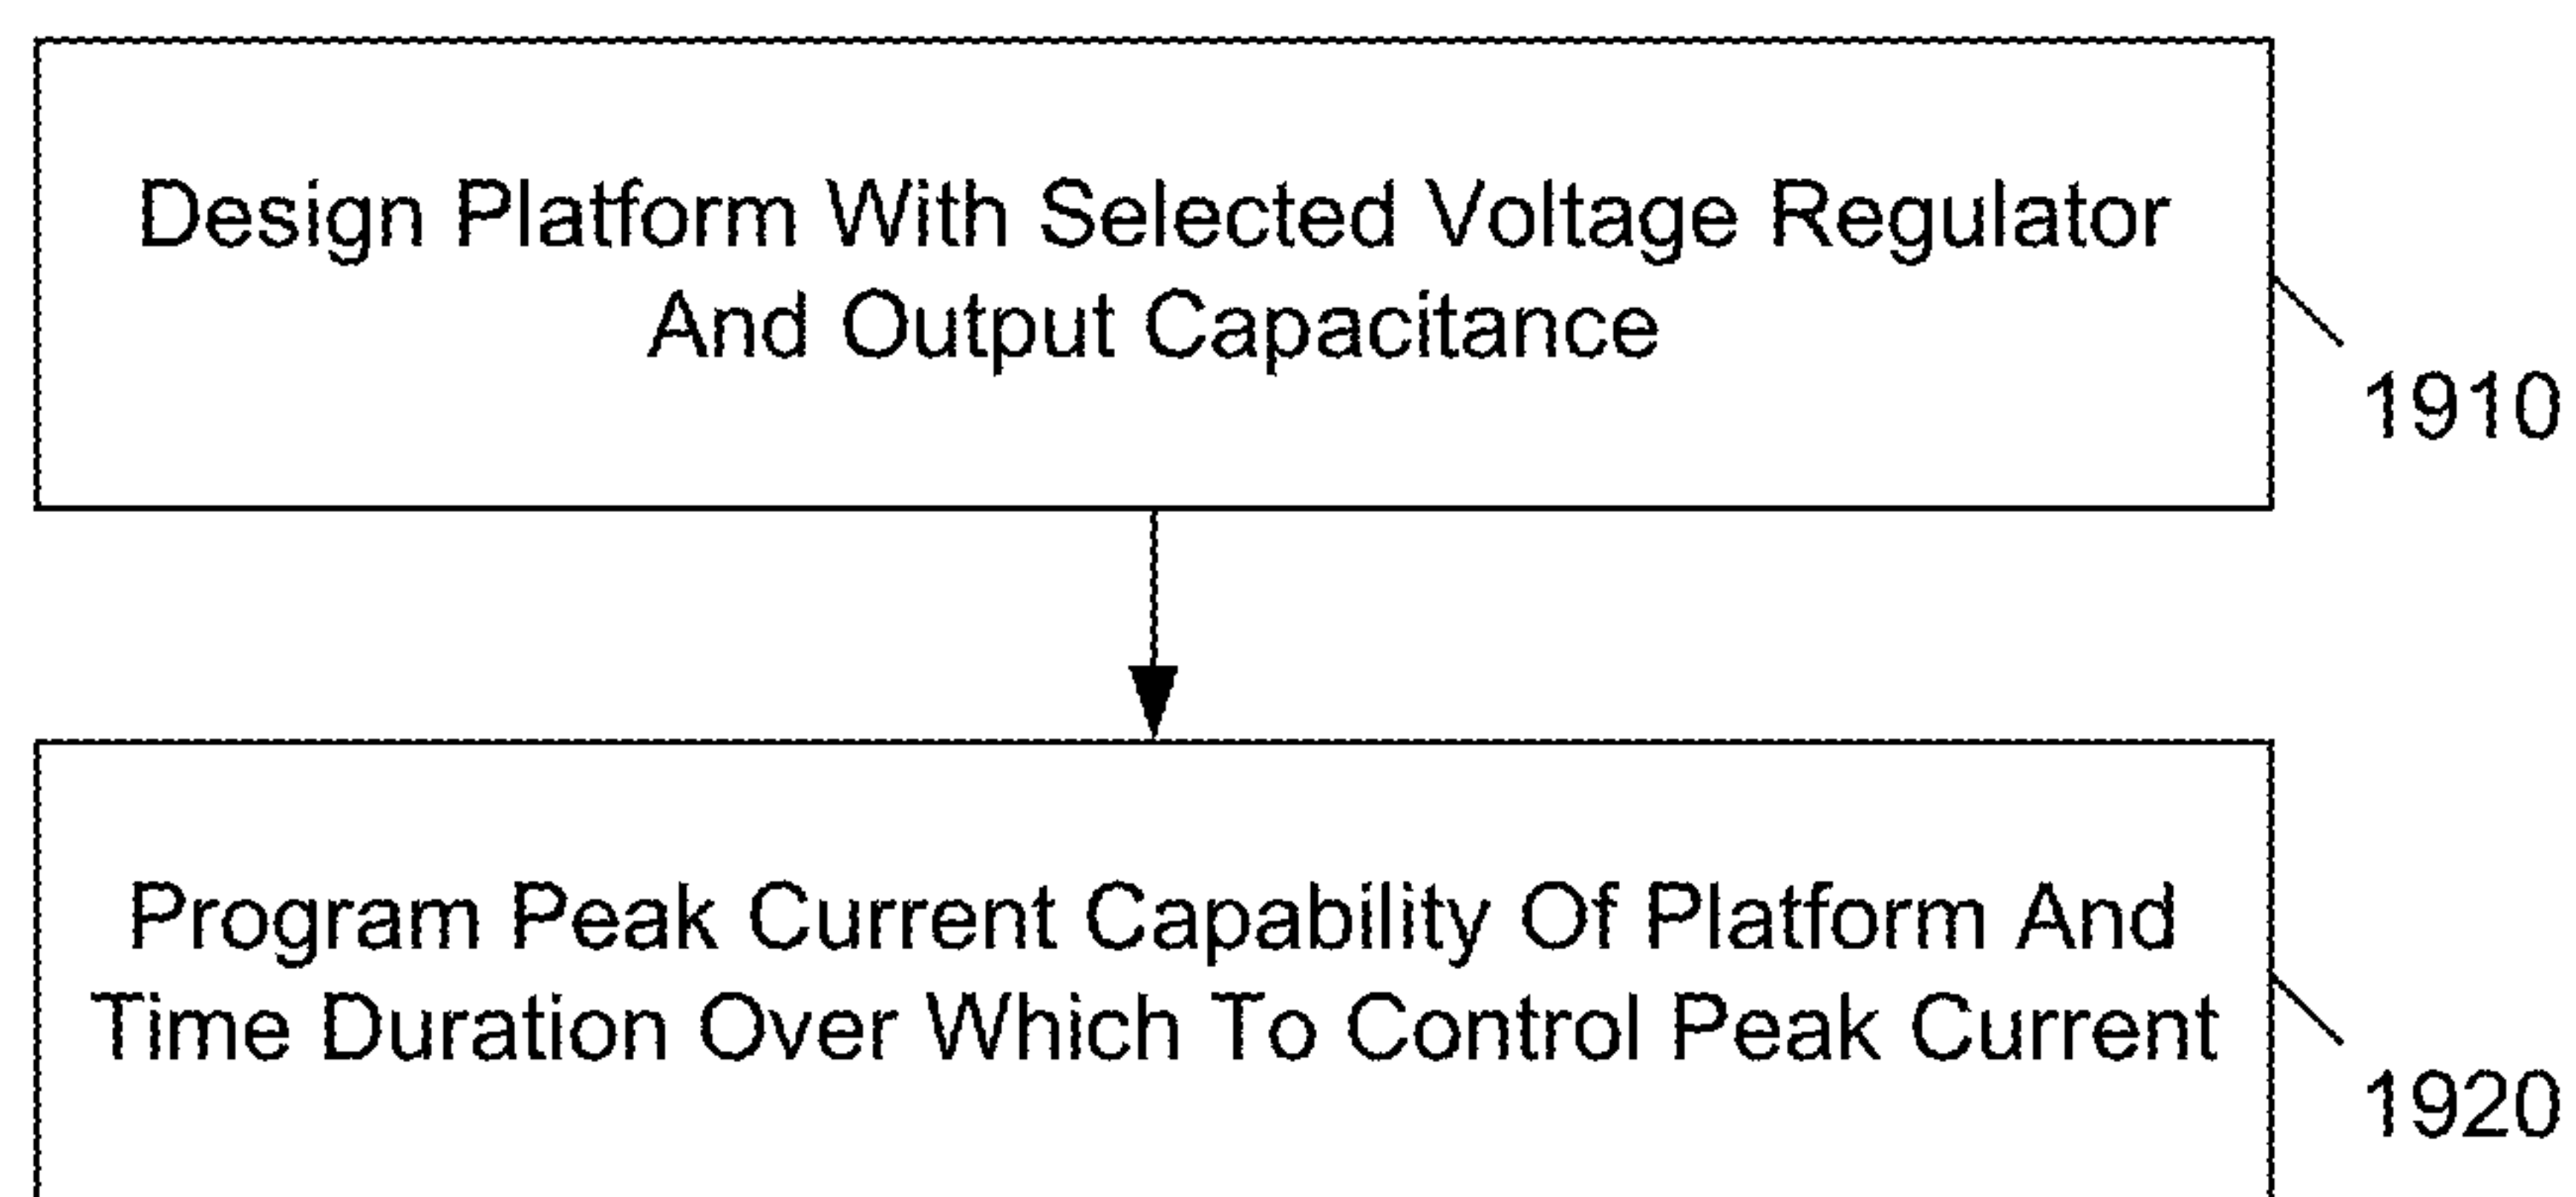 Design Platform With Selected Voltage Regulator
And Output Capacitance
1910
Program Peak Current Capability Of Platform And
Time Duration Over Which To Control Peak Current
1920